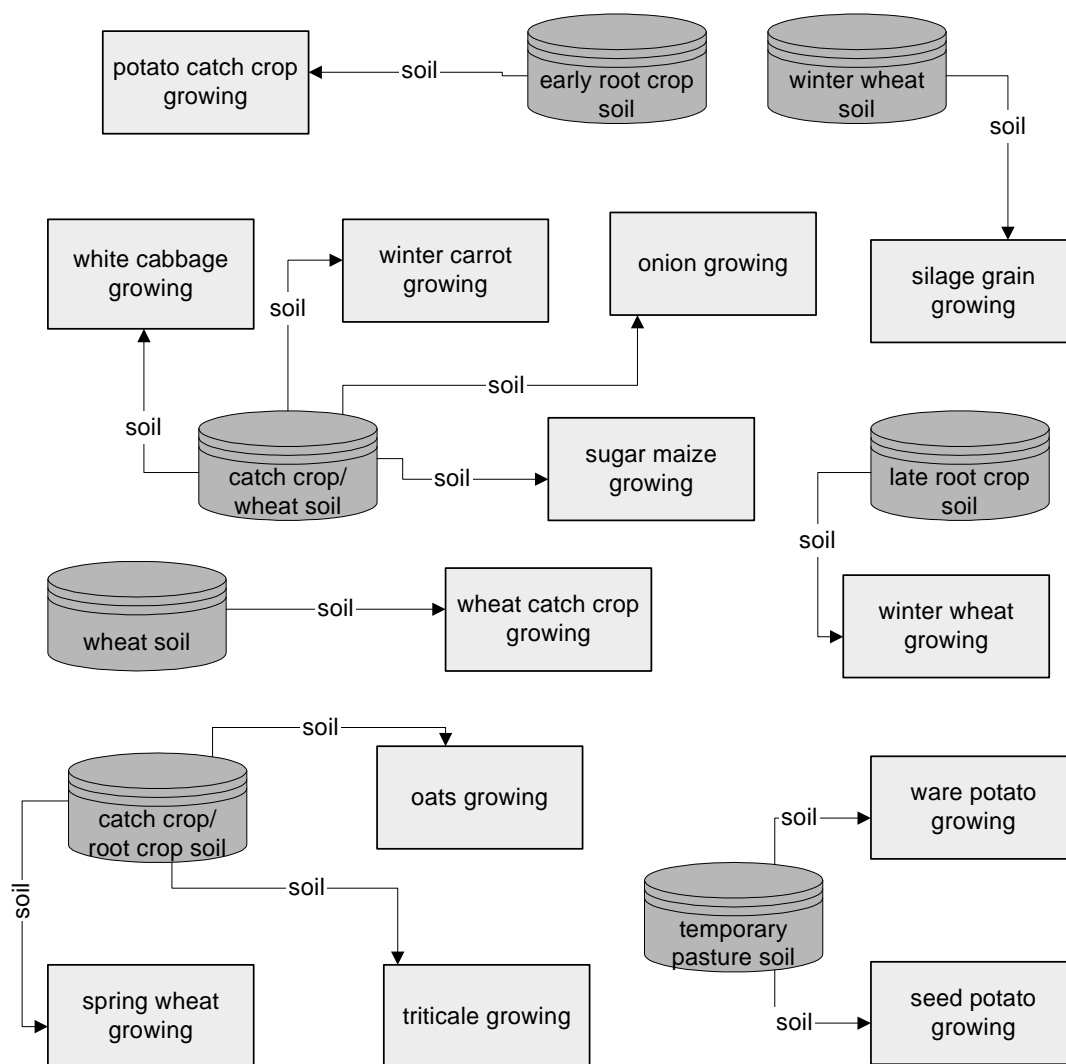 potato catch crop
growing
soil
early root crop
soil
winter wheat
soil
soil
white cabbage
growing
winter carrot
growing
onion growing
silage grain
growing
soil
soil
soil
soil
catch crop/
wheat soil
sugar maize
growing
late root crop
soil
soil
wheat soil
soil
wheat catch crop
growing
winter wheat
growing
soil
catch crop/
root crop soil
oats growing
ware potato
growing
soil
soil
soil
temporary
pasture soil
spring wheat
growing
triticale growing
soil
seed potato
growing